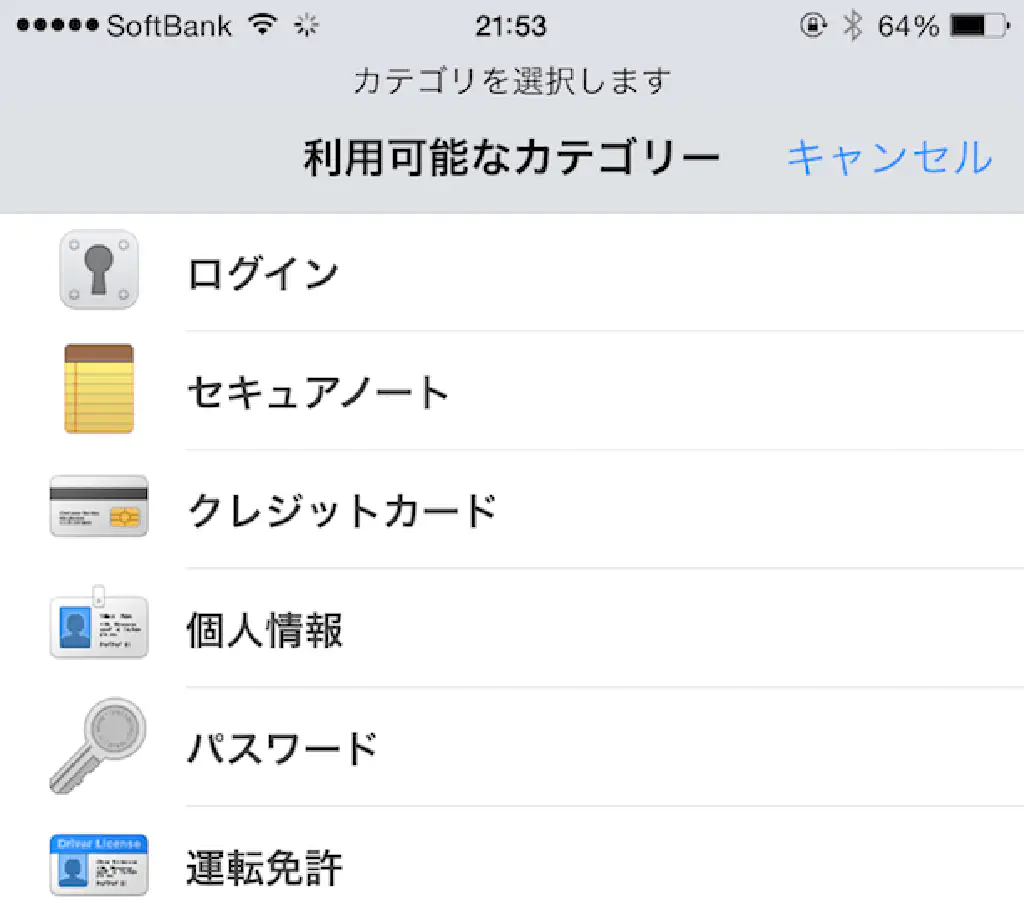 ●●●●● SoftBank 21:53 64%
カテゴリを選択します
利用可能なカテゴリー キャンセル
ログイン
セキュアノート
クレジットカード
個人情報
パスワード
Driver License
運転免許